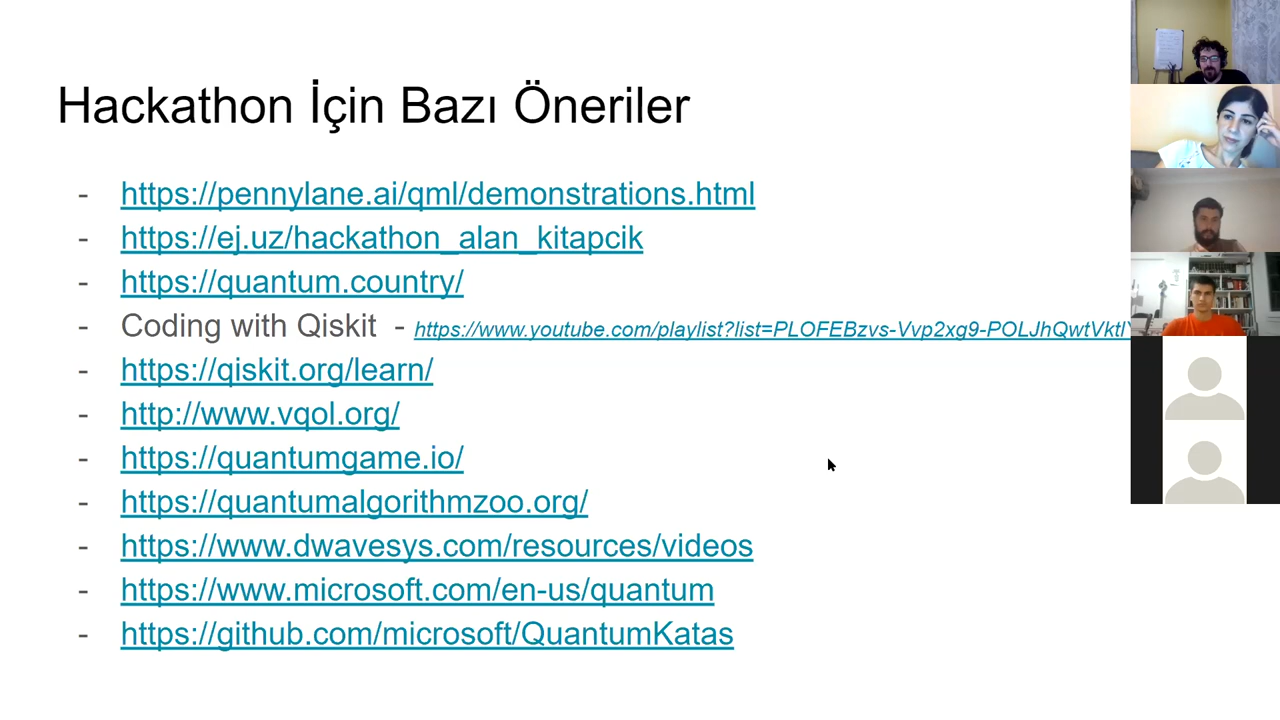 Hackathon İçin Bazı Öneriler
- https://pennylane.ai/qml/demonstrations.html
- https://ej.uz/hackathon_alan_kitapcik
- https://quantum.country/
- Coding with Qiskit - https://www.youtube.com/playlist?list=PLOFEBzvs-Vvp2xg9-POLJhQwtVktlY
- https://qiskit.org/learn/
- http://www.vqol.org/
- https://quantumgame.io/
- https://quantumalgorithmzoo.org/
- https://www.dwavesys.com/resources/videos
- https://www.microsoft.com/en-us/quantum
- https://github.com/microsoft/QuantumKatas